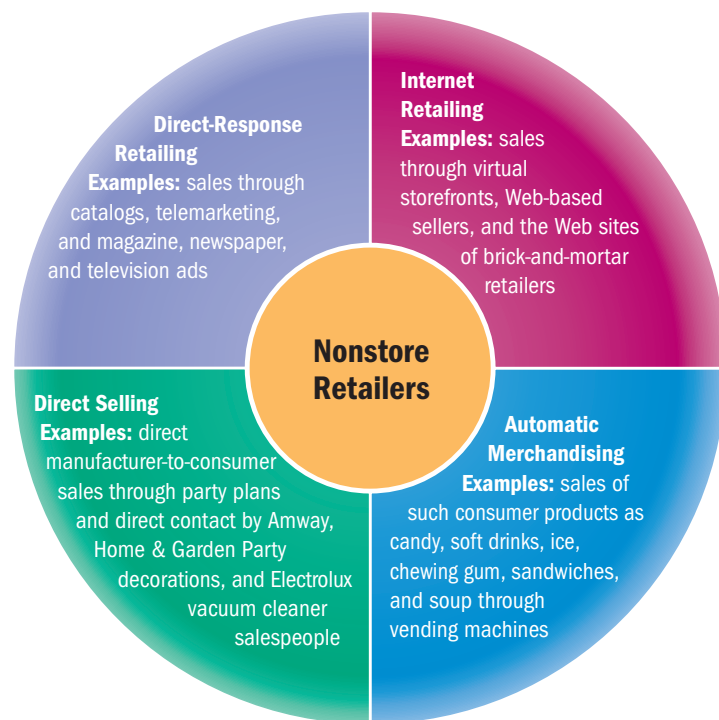 Direct-Response
Retailing
Examples: sales through
catalogs, telemarketing,
and magazine, newspaper,
and television ads
Internet
Retailing
Examples: sales
through virtual
storefronts, Web-based
sellers, and the Web sites
of brick-and-mortar
retailers
Nonstore
Retailers
Direct Selling
Examples: direct
manufacturer-to-consumer
sales through party plans
and direct contact by Amway,
Home & Garden Party
decorations, and Electrolux
vacuum cleaner
salespeople
Automatic
Merchandising
Examples: sales of
such consumer products as
candy, soft drinks, ice,
chewing gum, sandwiches,
and soup through
vending machines